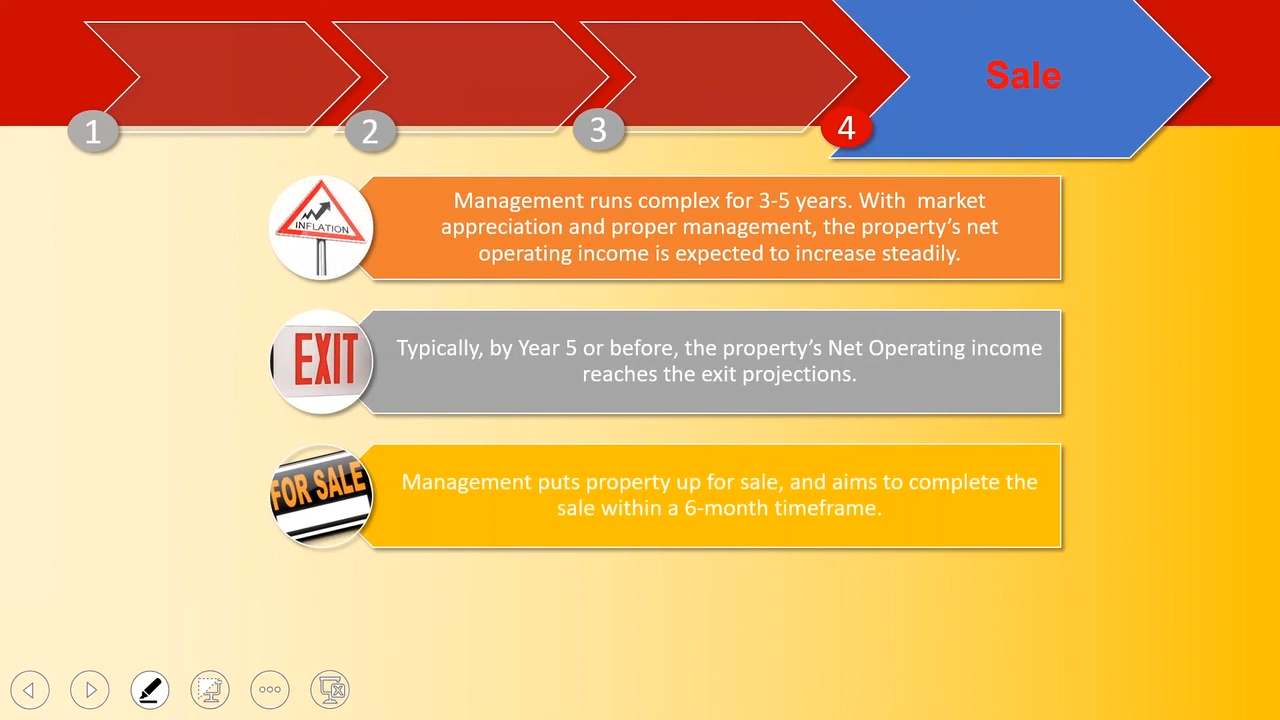 Sale
1
2
3
4
INFLATION
Management runs complex for 3-5 years. With  market
appreciation and proper management, the property’s net
operating income is expected to increase steadily.
EXIT
Typically, by Year 5 or before, the property’s Net Operating income
reaches the exit projections.
FOR SALE
Management puts property up for sale, and aims to complete the
sale within a 6-month timeframe.